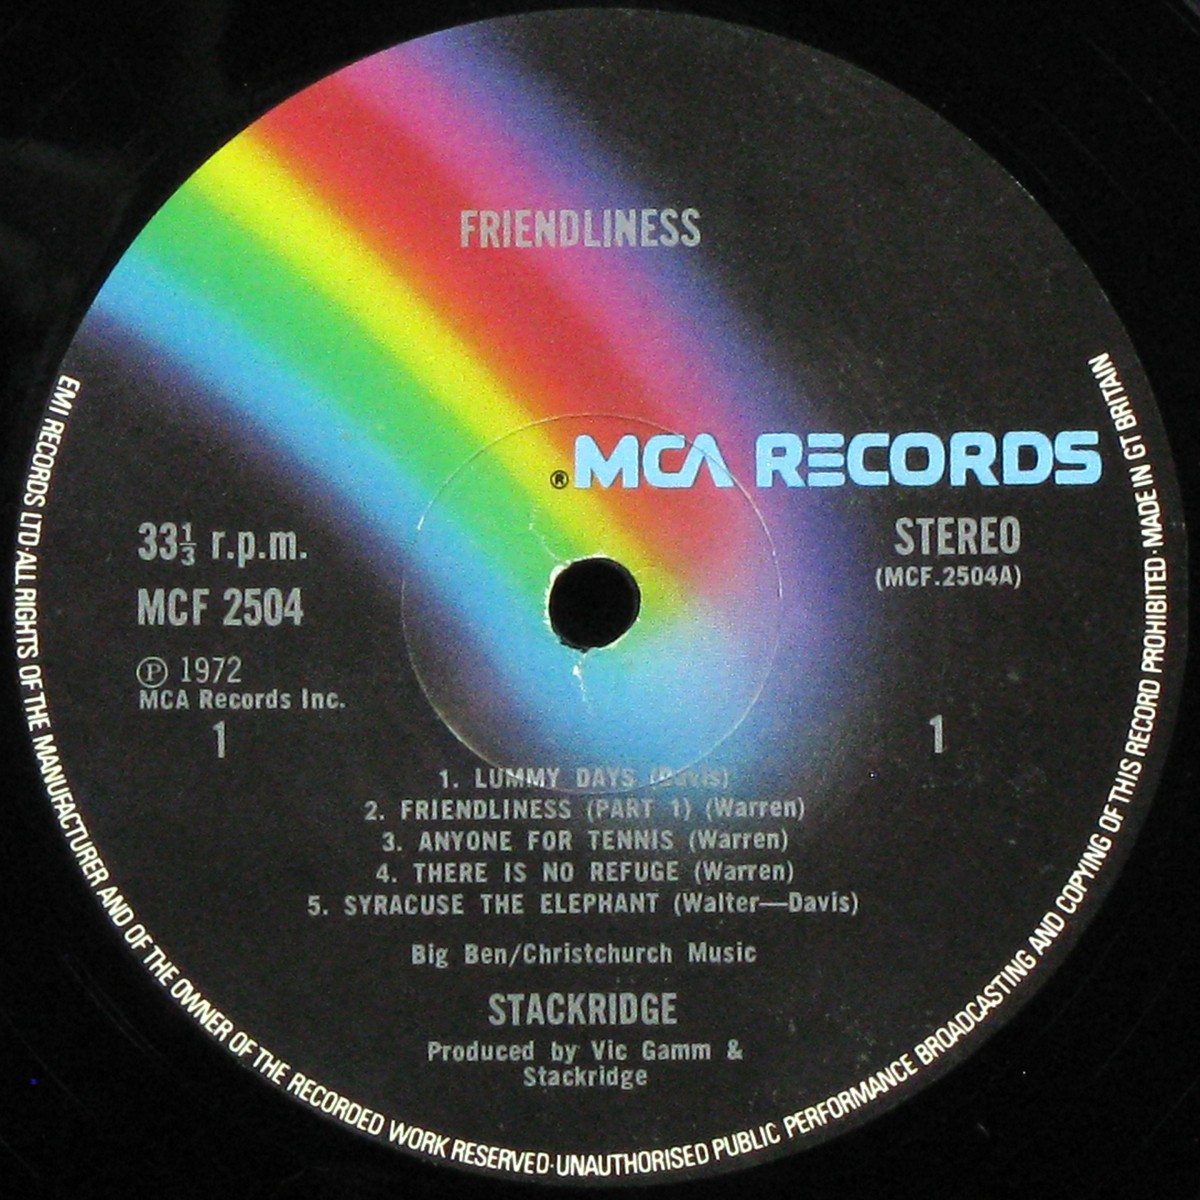 FRIENDLINESS
® MCA RECORDS
33⅓ r.p.m.
STEREO
(MCF.2504A)
MCF 2504
Ⓟ 1972
MCA Records Inc.
1
1
1. LUMMY DAYS (Davis)
2. FRIENDLINESS (PART 1) (Warren)
3. ANYONE FOR TENNIS (Warren)
4. THERE IS NO REFUGE (Warren)
5. SYRACUSE THE ELEPHANT (Walter—Davis)
Big Ben/Christchurch Music
STACKRIDGE
Produced by Vic Gamm &
Stackridge
EMI RECORDS LTD·ALL RIGHTS OF THE MANUFACTURER AND OF THE OWNER OF THE RECORDED WORK RESERVED·UNAUTHORISED PUBLIC PERFORMANCE BROADCASTING AND COPYING OF THIS RECORD PROHIBITED·MADE IN GT BRITAIN